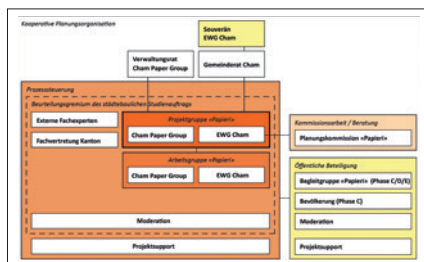 Kooperative Planungsorganisation
Souverän
EWG Cham
Verwaltungsrat
Cham Paper Group
Gemeinderat Cham
Prozesssteuerung
Beurteilungsgremium des städtebaulichen Studienauftrags
Externe Fachexperten
Fachvertretung Kanton
Projektgruppe «Papieri»
Cham Paper Group
EWG Cham
Arbeitsgruppe «Papieri»
Cham Paper Group
EWG Cham
Moderation
Projektsupport
Kommissionsarbeit / Beratung
Planungskommission «Papieri»
Öffentliche Beteiligung
Begleitgruppe «Papieri» (Phase C/D/E)
Bevölkerung (Phase C)
Moderation
Projektsupport